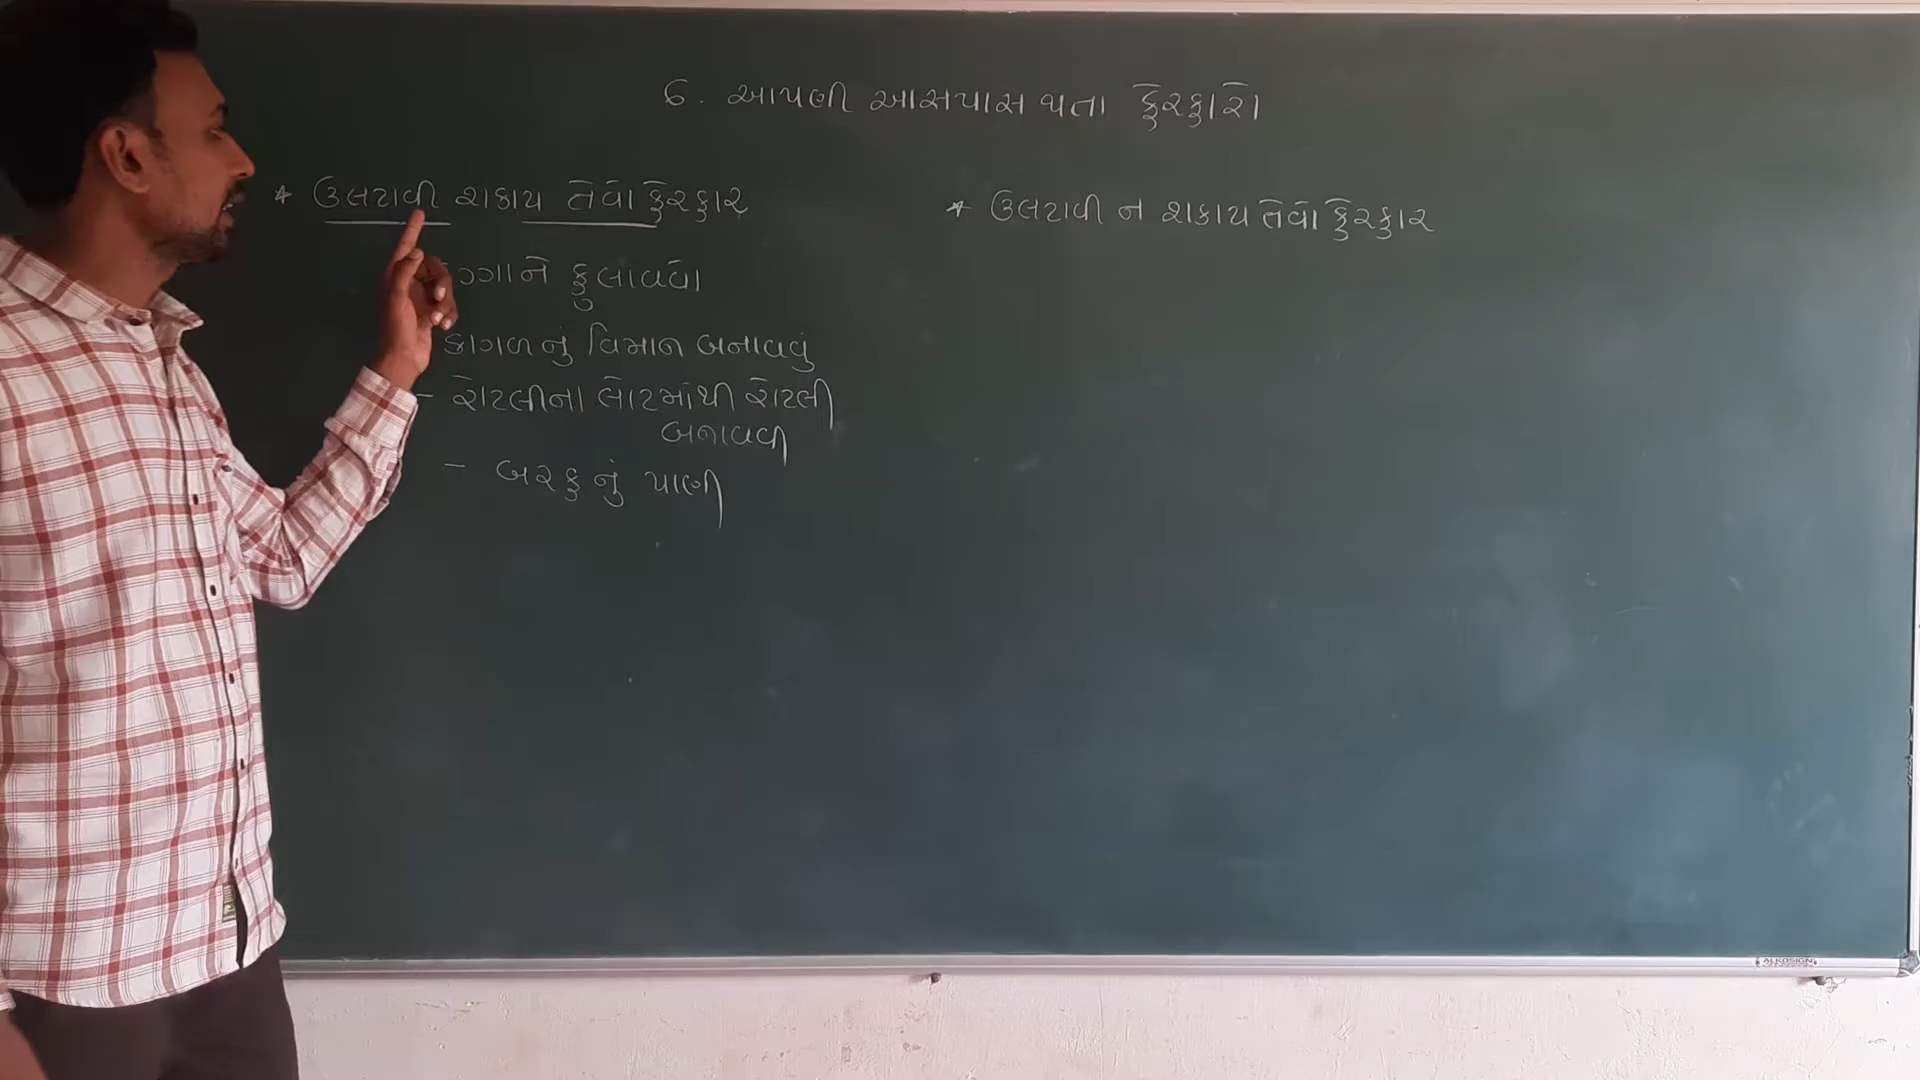 6. આપણી આસપાસ થતા ફેરફારો
* ઉલટાવી શકાય તેવા ફેરફાર
ફુલાવવો
કાગળનું વિમાન બનાવવું
- રોટલીના લોટમાંથી રોટલી
બનાવવી
- બરફનું પાણી
* ઉલટાવી ન શકાય તેવા ફેરફાર
ALKOSIGN